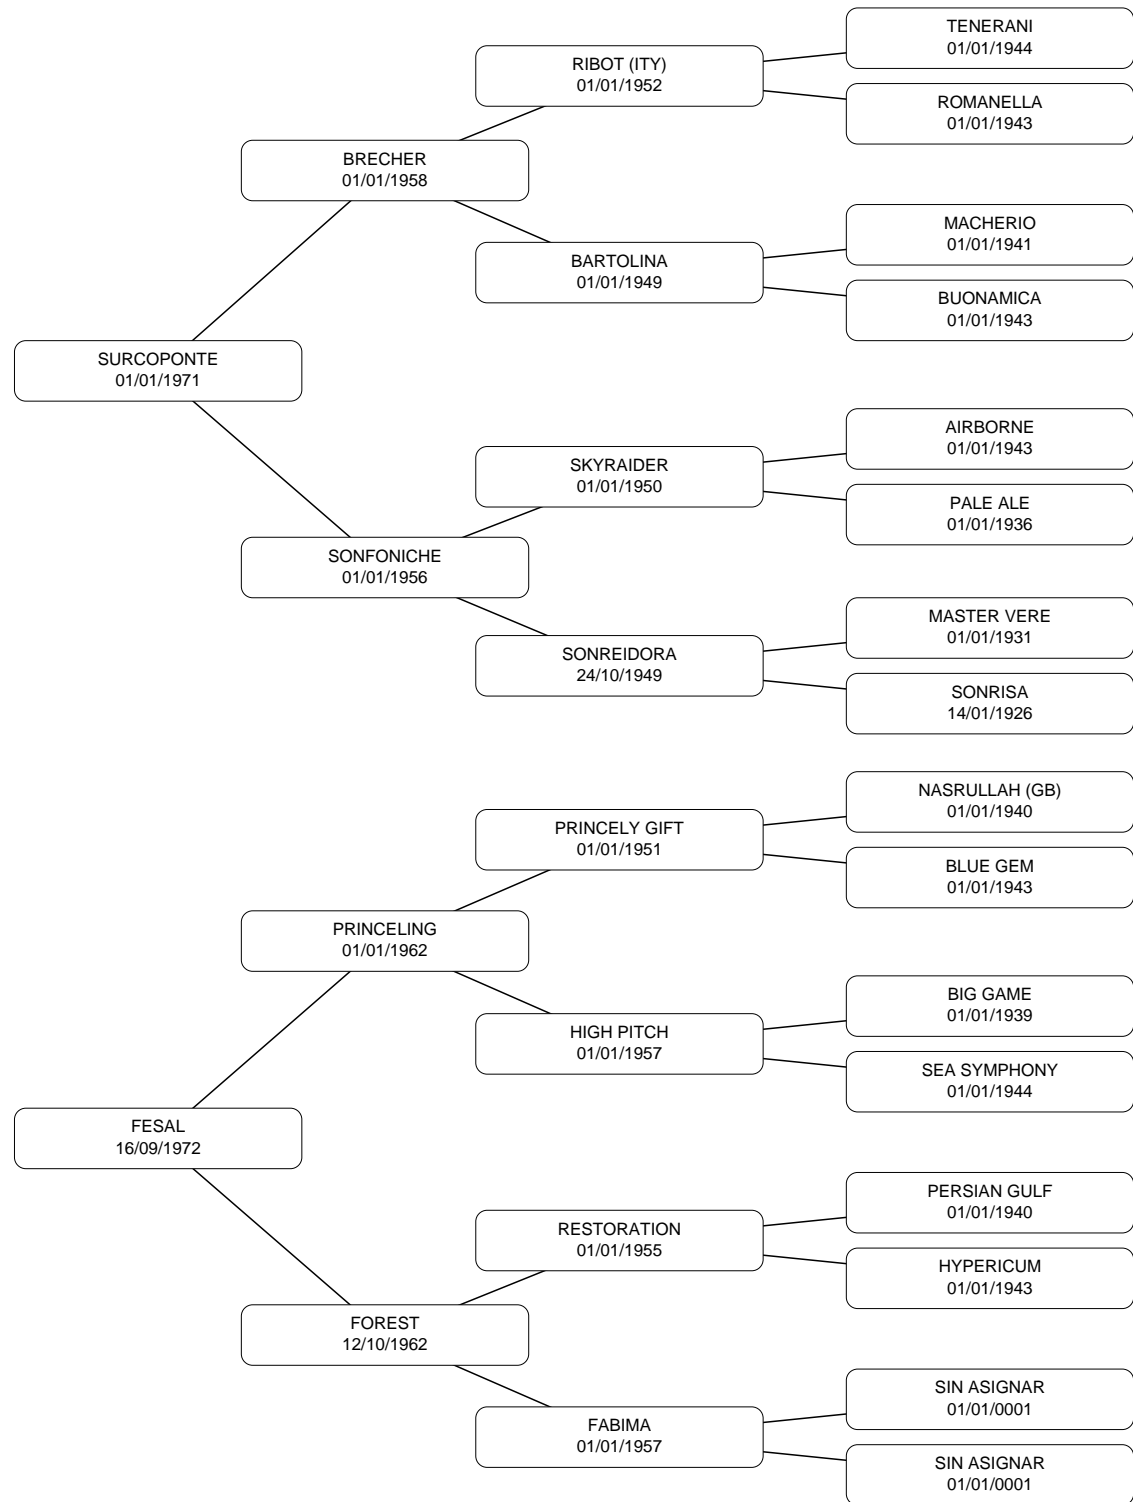 TENERANI
01/01/1944
RIBOT (ITY)
01/01/1952
ROMANELLA
01/01/1943
BRECHER
01/01/1958
MACHERIO
01/01/1941
BARTOLINA
01/01/1949
BUONAMICA
01/01/1943
SURCOPONTE
01/01/1971
AIRBORNE
01/01/1943
SKYRAIDER
01/01/1950
PALE ALE
01/01/1936
SONFONICHE
01/01/1956
MASTER VERE
01/01/1931
SONREIDORA
24/10/1949
SONRISA
14/01/1926
NASRULLAH (GB)
01/01/1940
PRINCELY GIFT
01/01/1951
BLUE GEM
01/01/1943
PRINCELING
01/01/1962
BIG GAME
01/01/1939
HIGH PITCH
01/01/1957
SEA SYMPHONY
01/01/1944
FESAL
16/09/1972
PERSIAN GULF
01/01/1940
RESTORATION
01/01/1955
HYPERICUM
01/01/1943
FOREST
12/10/1962
SIN ASIGNAR
01/01/0001
FABIMA
01/01/1957
SIN ASIGNAR
01/01/0001